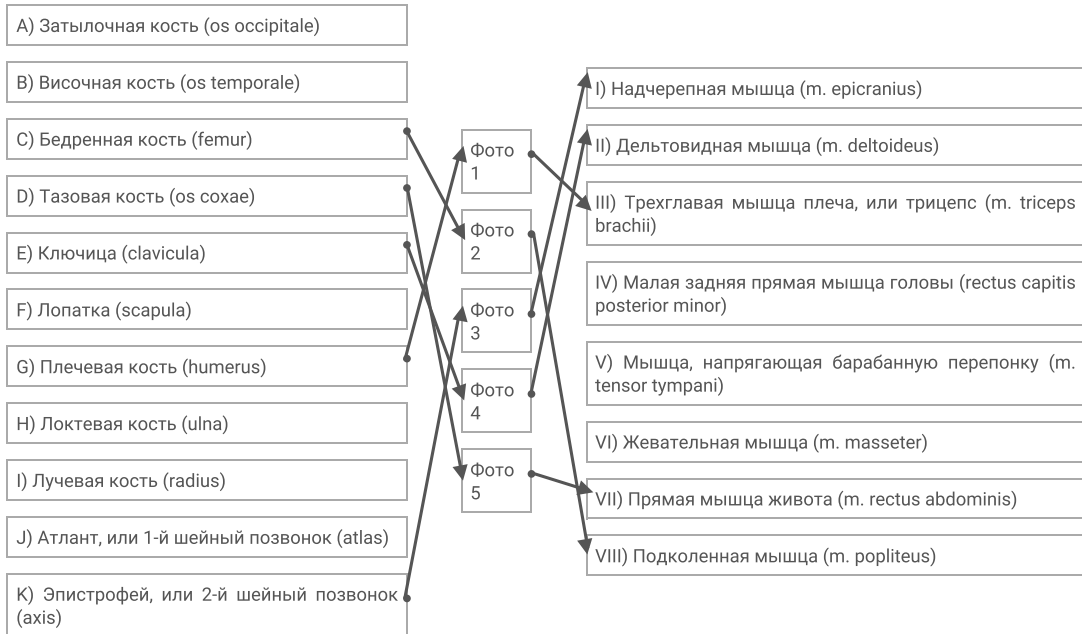 A) Затылочная кость (os occipitale)
B) Височная кость (os temporale)
C) Бедренная кость (femur)
D) Тазовая кость (os coxae)
E) Ключица (clavicula)
F) Лопатка (scapula)
G) Плечевая кость (humerus)
H) Локтевая кость (ulna)
I) Лучевая кость (radius)
J) Атлант, или 1-й шейный позвонок (atlas)
K) Эпистрофей, или 2-й шейный позвонок
(axis)
Фото
1
Фото
2
Фото
3
Фото
4
Фото
5
I) Надчерепная мышца (m. epicranius)
II) Дельтовидная мышца (m. deltoideus)
III) Трехглавая мышца плеча, или трицепс (m. triceps
brachii)
IV) Малая задняя прямая мышца головы (rectus capitis
posterior minor)
V) Мышца, напрягающая барабанную перепонку (m.
tensor tympani)
VI) Жевательная мышца (m. masseter)
VII) Прямая мышца живота (m. rectus abdominis)
VIII) Подколенная мышца (m. popliteus)